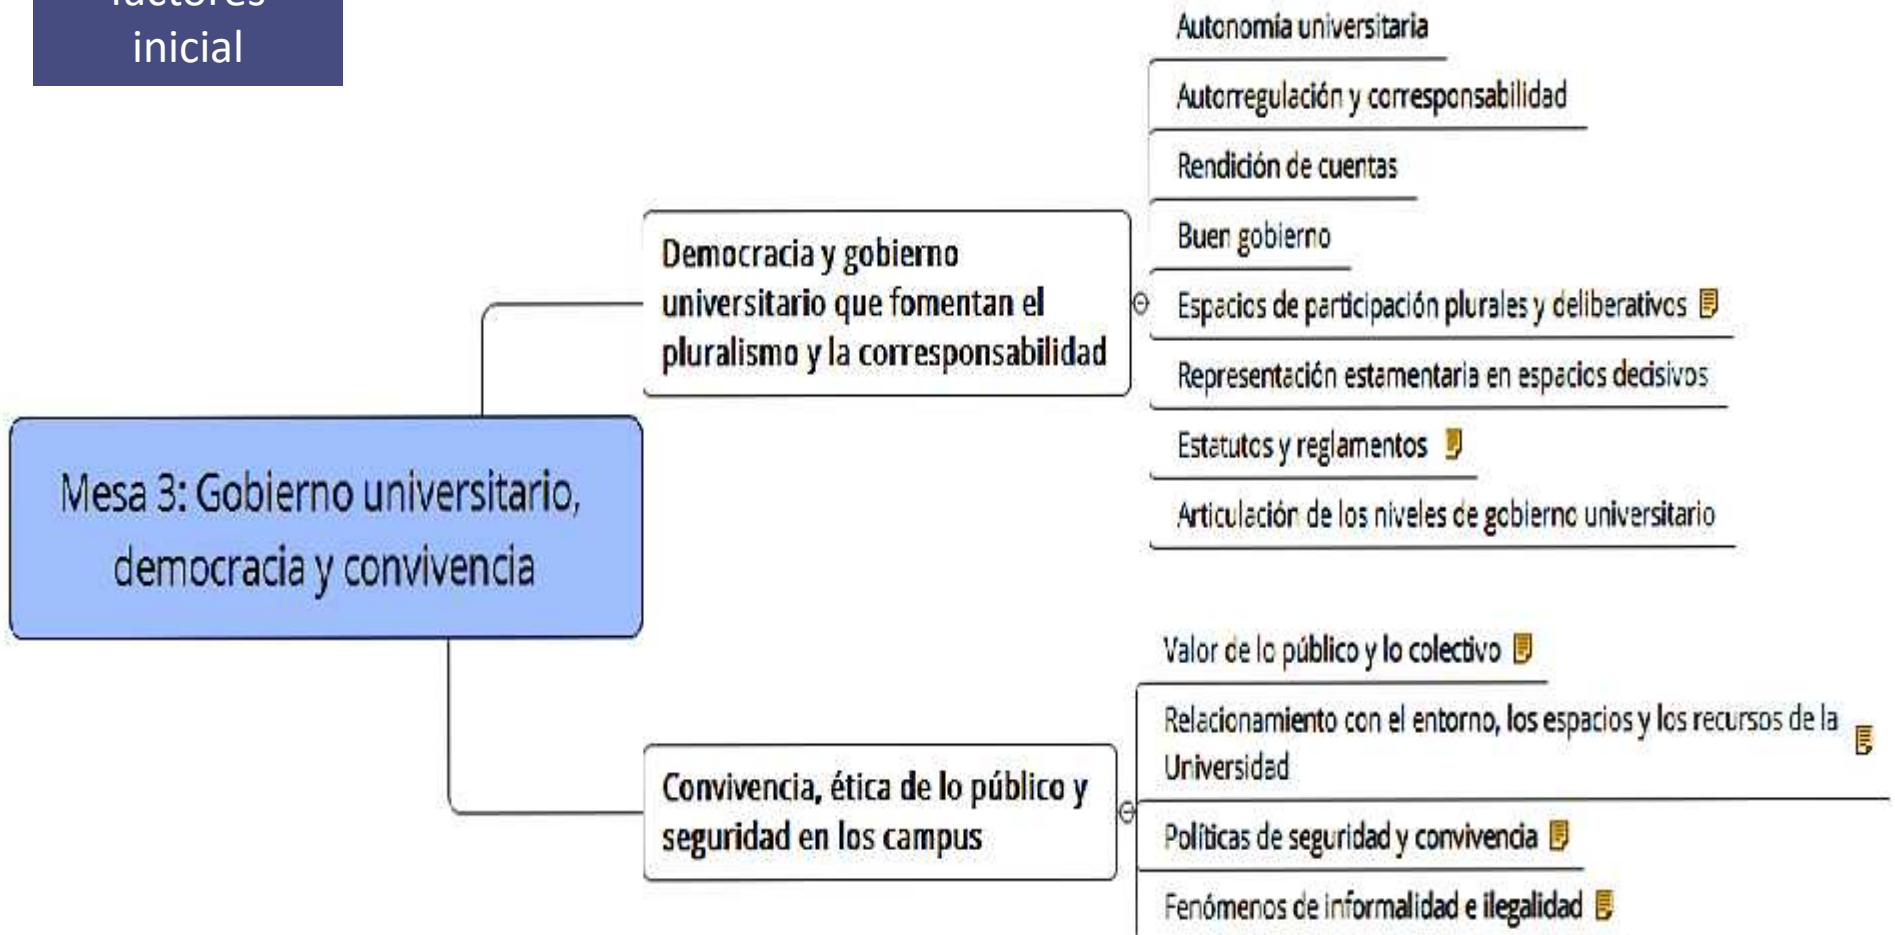 factores
inicial
Mesa 3: Gobierno universitario,
democracia y convivencia
Democracia y gobierno
universitario que fomentan el
pluralismo y la corresponsabilidad
Autonomía universitaria
Autorregulación y corresponsabilidad
Rendición de cuentas
Buen gobierno
Espacios de participación plurales y deliberativos
Representación estamentaria en espacios decisivos
Estatutos y reglamentos
Articulación de los niveles de gobierno universitario
Convivencia, ética de lo público y
seguridad en los campus
Valor de lo público y lo colectivo
Relacionamiento con el entorno, los espacios y los recursos de la
Universidad
Políticas de seguridad y convivencia
Fenómenos de informalidad e ilegalidad